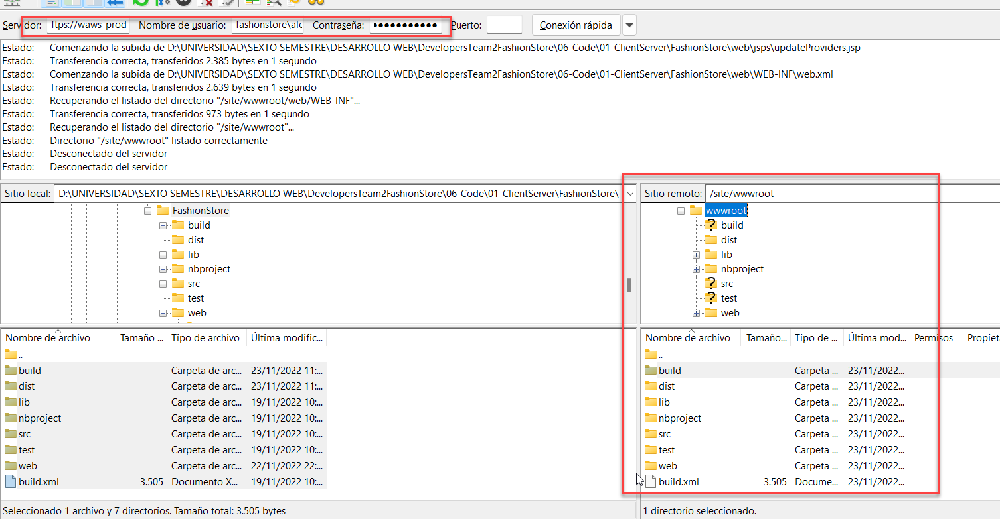 Servidor: ftps://waws-prod- Nombre de usuario: fashonstore\ale Contraseña: ●●●●●●●●●●● Puerto: Conexión rápida
Estado: Comenzando la subida de D:\UNIVERSIDAD\SEXTO SEMESTRE\DESARROLLO WEB\DevelopersTeam2FashionStore\06-Code\01-ClientServer\FashionStore\web\jsps\updateProviders.jsp
Estado: Transferencia correcta, transferidos 2.385 bytes en 1 segundo
Estado: Comenzando la subida de D:\UNIVERSIDAD\SEXTO SEMESTRE\DESARROLLO WEB\DevelopersTeam2FashionStore\06-Code\01-ClientServer\FashionStore\web\WEB-INF\web.xml
Estado: Transferencia correcta, transferidos 2.639 bytes en 1 segundo
Estado: Recuperando el listado del directorio "/site/wwwroot/web/WEB-INF"...
Estado: Transferencia correcta, transferidos 973 bytes en 1 segundo
Estado: Recuperando el listado del directorio "/site/wwwroot"...
Estado: Directorio "/site/wwwroot" listado correctamente
Estado: Desconectado del servidor
Estado: Desconectado del servidor
Sitio local: D:\UNIVERSIDAD\SEXTO SEMESTRE\DESARROLLO WEB\DevelopersTeam2FashionStore\06-Code\01-ClientServer\FashionStore\
FashionStore
build
dist
lib
nbproject
src
test
web
Nombre de archivo Tamaño ... Tipo de archivo Última modific...
..
build Carpeta de arc... 23/11/2022 11:...
dist Carpeta de arc... 23/11/2022 11:...
lib Carpeta de arc... 19/11/2022 10:...
nbproject Carpeta de arc... 19/11/2022 10:...
src Carpeta de arc... 19/11/2022 10:...
test Carpeta de arc... 19/11/2022 10:...
web Carpeta de arc... 22/11/2022 22:...
build.xml 3.505 Documento X... 19/11/2022 10:...
Seleccionado 1 archivo y 7 directorios. Tamaño total: 3.505 bytes
Sitio remoto: /site/wwwroot
wwwroot
? build
dist
lib
nbproject
? src
? test
web
Nombre de archivo Tamaño... Tipo de ... Última mod... Permisos Propiet
..
build Carpeta ... 23/11/2022...
dist Carpeta ... 23/11/2022...
lib Carpeta ... 23/11/2022...
nbproject Carpeta ... 23/11/2022...
src Carpeta ... 23/11/2022...
test Carpeta ... 23/11/2022...
web Carpeta ... 23/11/2022...
build.xml 3.505 Docume... 23/11/2022...
1 directorio seleccionado.